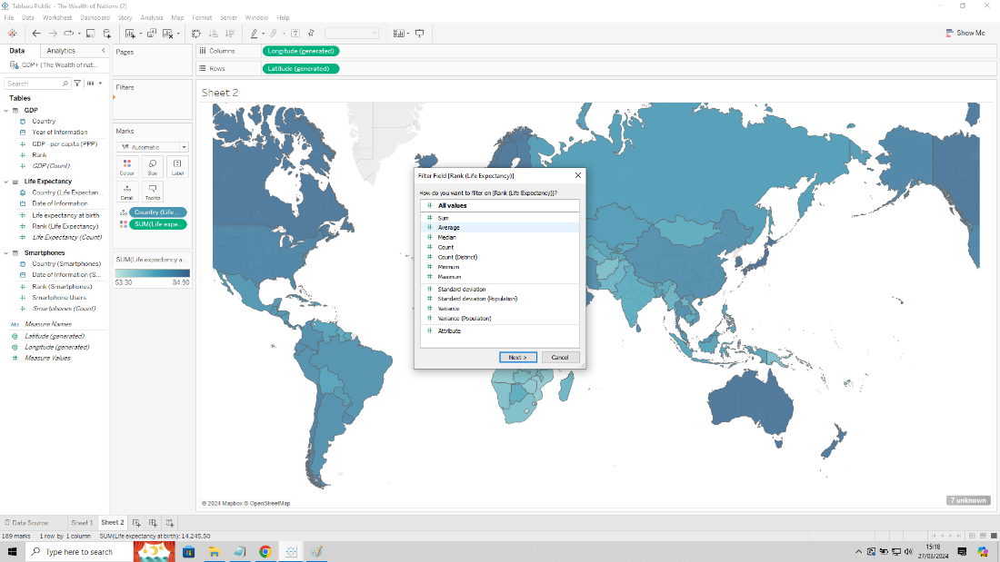 Tableau Public - The Wealth of Nations (2)
File Data Worksheet Dashboard Story Analysis Map Format Server Window Help
Show Me
Data Analytics
GDP+ (The Wealth of nat...
Search
Tables
GDP
Country
Year of Information
GDP - per capita (PPP)
Rank
GDP (Count)
Life Expectancy
Country (Life Expectan...
Date of Information
Life expectancy at birth
Rank (Life Expectancy)
Life Expectancy (Count)
Smartphones
Country (Smartphones)
Date of Information (S...
Rank (Smartphones)
Smartphone Users
Smartphones (Count)
Abc Measure Names
Latitude (generated)
Longitude (generated)
Measure Values
Pages
Filters
Marks
Automatic
Colour Size Label
Detail Tooltip
Country (Life ...
SUM(Life expe...
SUM(Life expectancy a...
53.30 84.90
Columns Longitude (generated)
Rows Latitude (generated)
Sheet 2
Filter Field [Rank (Life Expectancy)]
How do you want to filter on [Rank (Life Expectancy)]?
All values
Sum
Average
Median
Count
Count (Distinct)
Minimum
Maximum
Standard deviation
Standard deviation (Population)
Variance
Variance (Population)
Attribute
Next > Cancel
© 2024 Mapbox © OpenStreetMap
7 unknown
Data Source Sheet 1 Sheet 2
189 marks 1 row by 1 column SUM(Life expectancy at birth): 14,245.50
Type here to search
15:18
27/03/2024